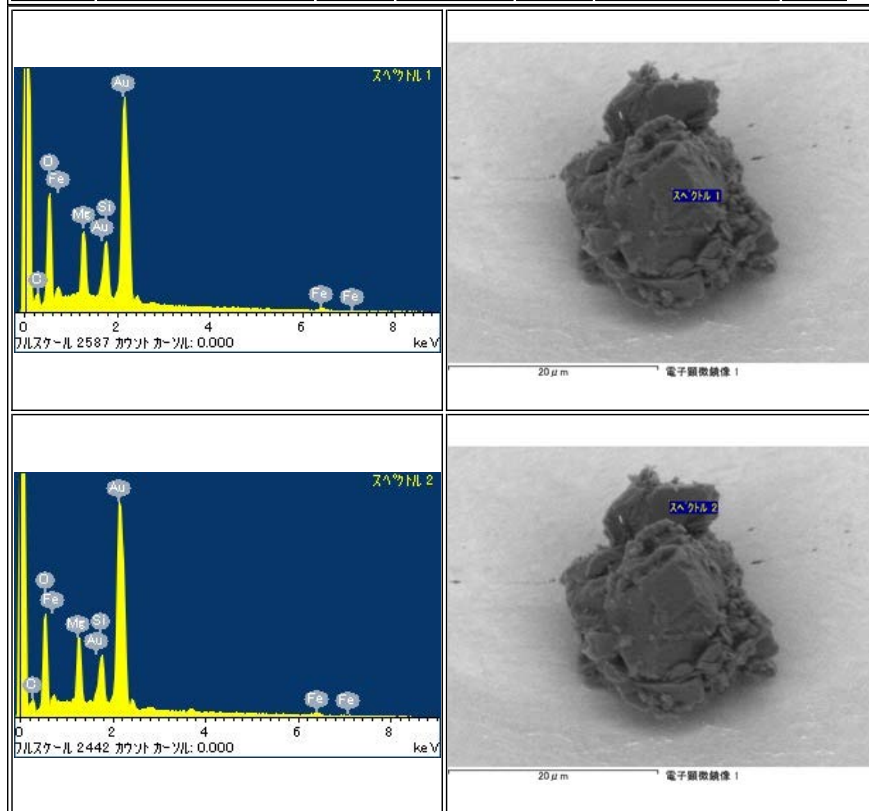 スペクトル 1
Au
O
Fe
Mg
Si
Au
C
Fe
Fe
0 2 4 6 8
フルスケール 2587 カウント カーソル: 0.000 keV
スペクトル 1
20μm 電子顕微鏡像 1
スペクトル 2
Au
O
Fe
Mg
Si
Au
C
Fe
Fe
0 2 4 6 8
フルスケール 2442 カウント カーソル: 0.000 keV
スペクトル 2
20μm 電子顕微鏡像 1